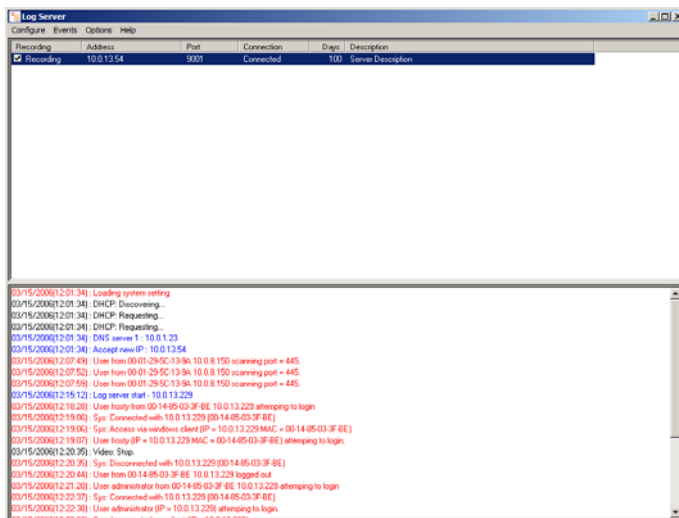 Log Server
Configure Events Options Help
Recording Address Port Connection Days Description
Recording 10.0.13.54 9001 Connected 100 Server Description
03/15/2006(12:01:34) : Loading system setting
03/15/2006(12:01:34) : DHCP: Discovering...
03/15/2006(12:01:34) : DHCP: Requesting...
03/15/2006(12:01:34) : DHCP: Requesting...
03/15/2006(12:01:34) : DNS server 1 : 10.0.1.23
03/15/2006(12:01:34) : Accept new IP : 10.0.13.54
03/15/2006(12:07:49) : User from 00-01-29-5C-13-9A 10.0.8.150 scanning port = 445.
03/15/2006(12:07:52) : User from 00-01-29-5C-13-9A 10.0.8.150 scanning port = 445.
03/15/2006(12:07:59) : User from 00-01-29-5C-13-9A 10.0.8.150 scanning port = 445.
03/15/2006(12:15:12) : Log server start - 10.0.13.229
03/15/2006(12:18:28) : User hosty from 00-14-85-03-3F-BE 10.0.13.229 attemping to login
03/15/2006(12:19:06) : Sys: Connected with 10.0.13.229 (00-14-85-03-3F-BE)
03/15/2006(12:19:06) : Sys: Access via windows client (IP = 10.0.13.229 MAC = 00-14-85-03-3F-BE).
03/15/2006(12:19:07) : User hosty (IP = 10.0.13.229 MAC = 00-14-85-03-3F-BE) attemping to login.
03/15/2006(12:20:35) : Video: Stop.
03/15/2006(12:20:35) : Sys: Disconnected with 10.0.13.229 (00-14-85-03-3F-BE)
03/15/2006(12:20:44) : User from 00-14-85-03-3F-BE 10.0.13.229 logged out
03/15/2006(12:21:20) : User administrator from 00-14-85-03-3F-BE 10.0.13.229 attemping to login
03/15/2006(12:22:37) : Sys: Connected with 10.0.13.229 (00-14-85-03-3F-BE)
03/15/2006(12:22:38) : User administrator (IP = 10.0.13.229) attemping to login.